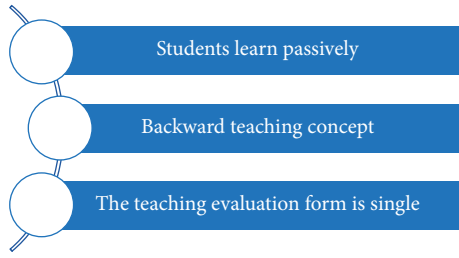 Students learn passively
Backward teaching concept
The teaching evaluation form is single